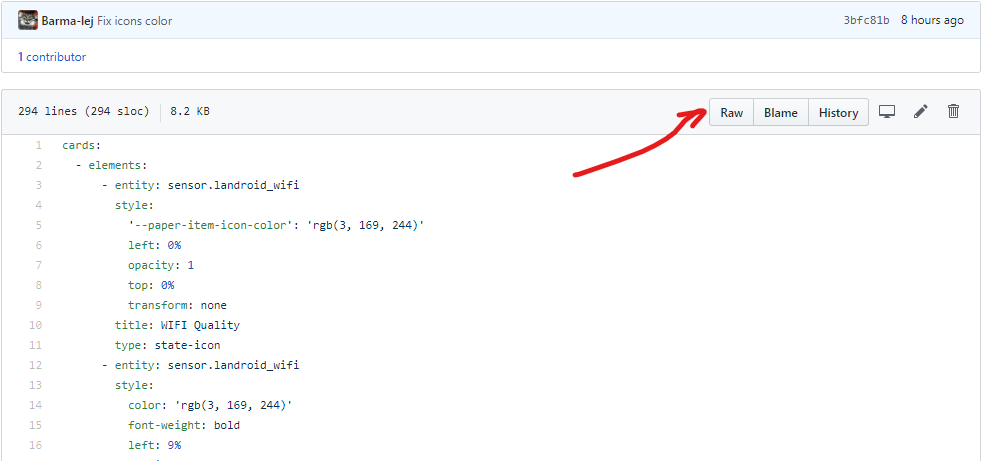 Barma-lej Fix icons color 3bfc81b 8 hours ago
1 contributor
294 lines (294 sloc) 8.2 KB Raw Blame History
1 cards:
2 - elements:
3 - entity: sensor.landroid_wifi
4 style:
5 '--paper-item-icon-color': 'rgb(3, 169, 244)'
6 left: 0%
7 opacity: 1
8 top: 0%
9 transform: none
10 title: WIFI Quality
11 type: state-icon
12 - entity: sensor.landroid_wifi
13 style:
14 color: 'rgb(3, 169, 244)'
15 font-weight: bold
16 left: 9%